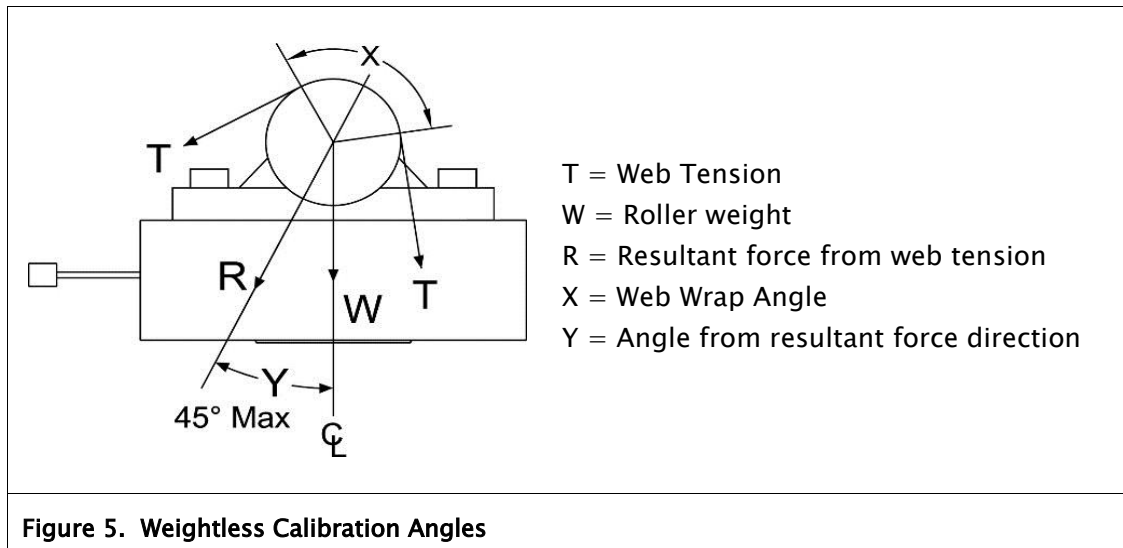 X
T
T = Web Tension
W = Roller weight
R = Resultant force from web tension
R
T
W
X = Web Wrap Angle
Y = Angle from resultant force direction
Y
45° Max
℄
Figure 5. Weightless Calibration Angles